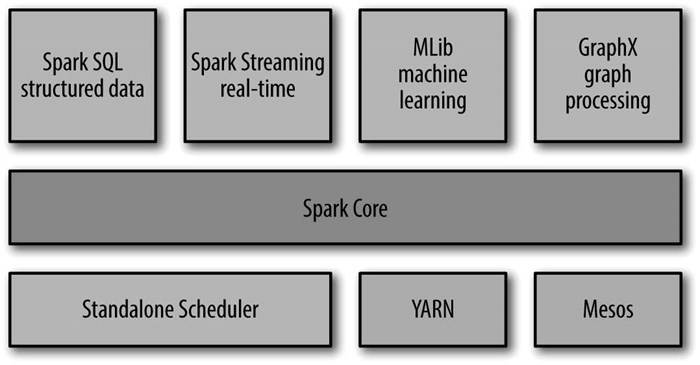 Spark SQL
structured data
Spark Streaming
real-time
MLib
machine
learning
GraphX
graph
processing
Spark Core
Standalone Scheduler
YARN
Mesos